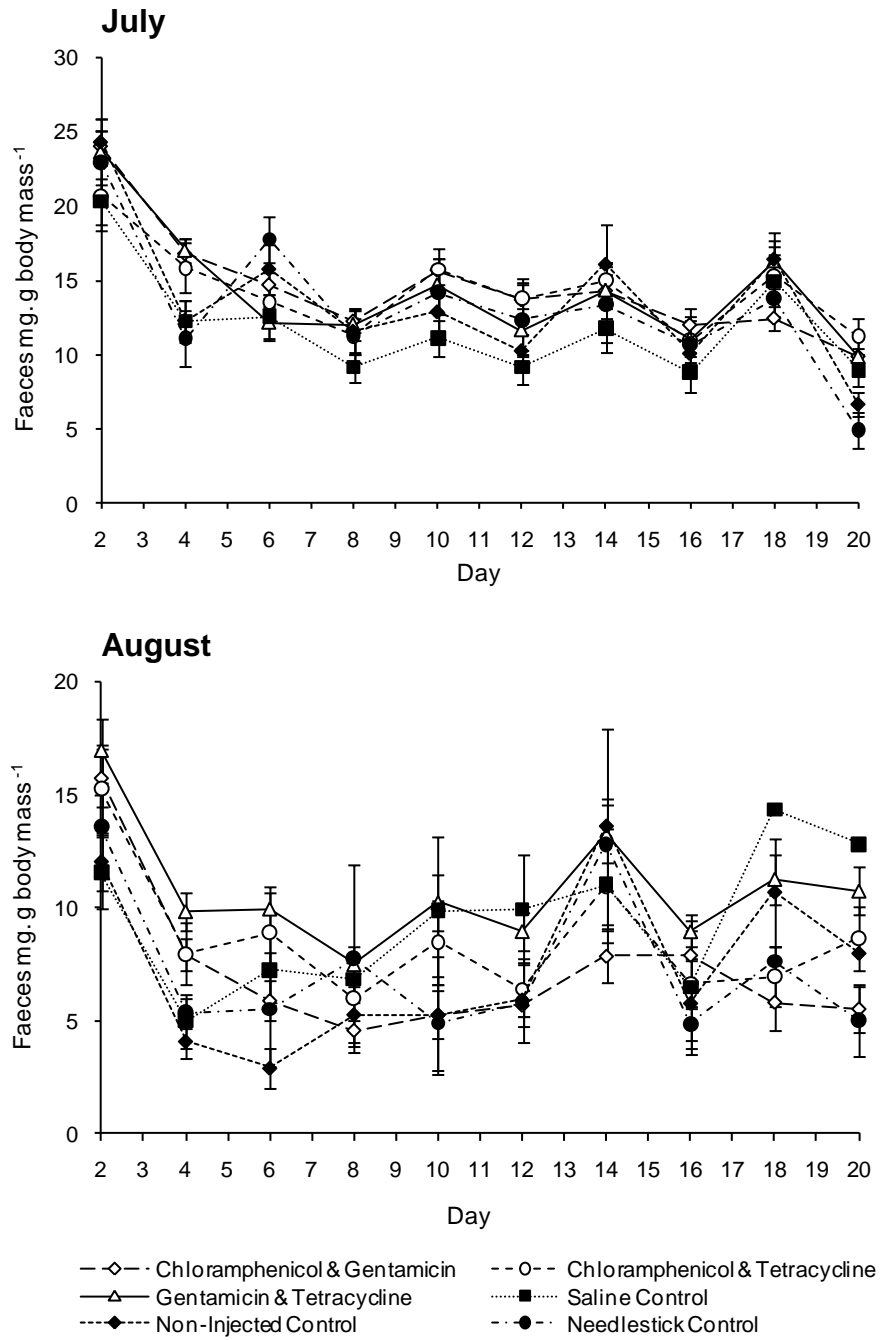 July
30
25
20
15
10
5
0
Faeces mg. g body mass-1
2 3 4 5 6 7 8 9 10 11 12 13 14 15 16 17 18 19 20
Day
August
20
15
10
5
0
Faeces mg. g body mass-1
2 3 4 5 6 7 8 9 10 11 12 13 14 15 16 17 18 19 20
Day
Chloramphenicol & Gentamicin Chloramphenicol & Tetracycline
Gentamicin & Tetracycline Saline Control
Non-Injected Control Needlestick Control